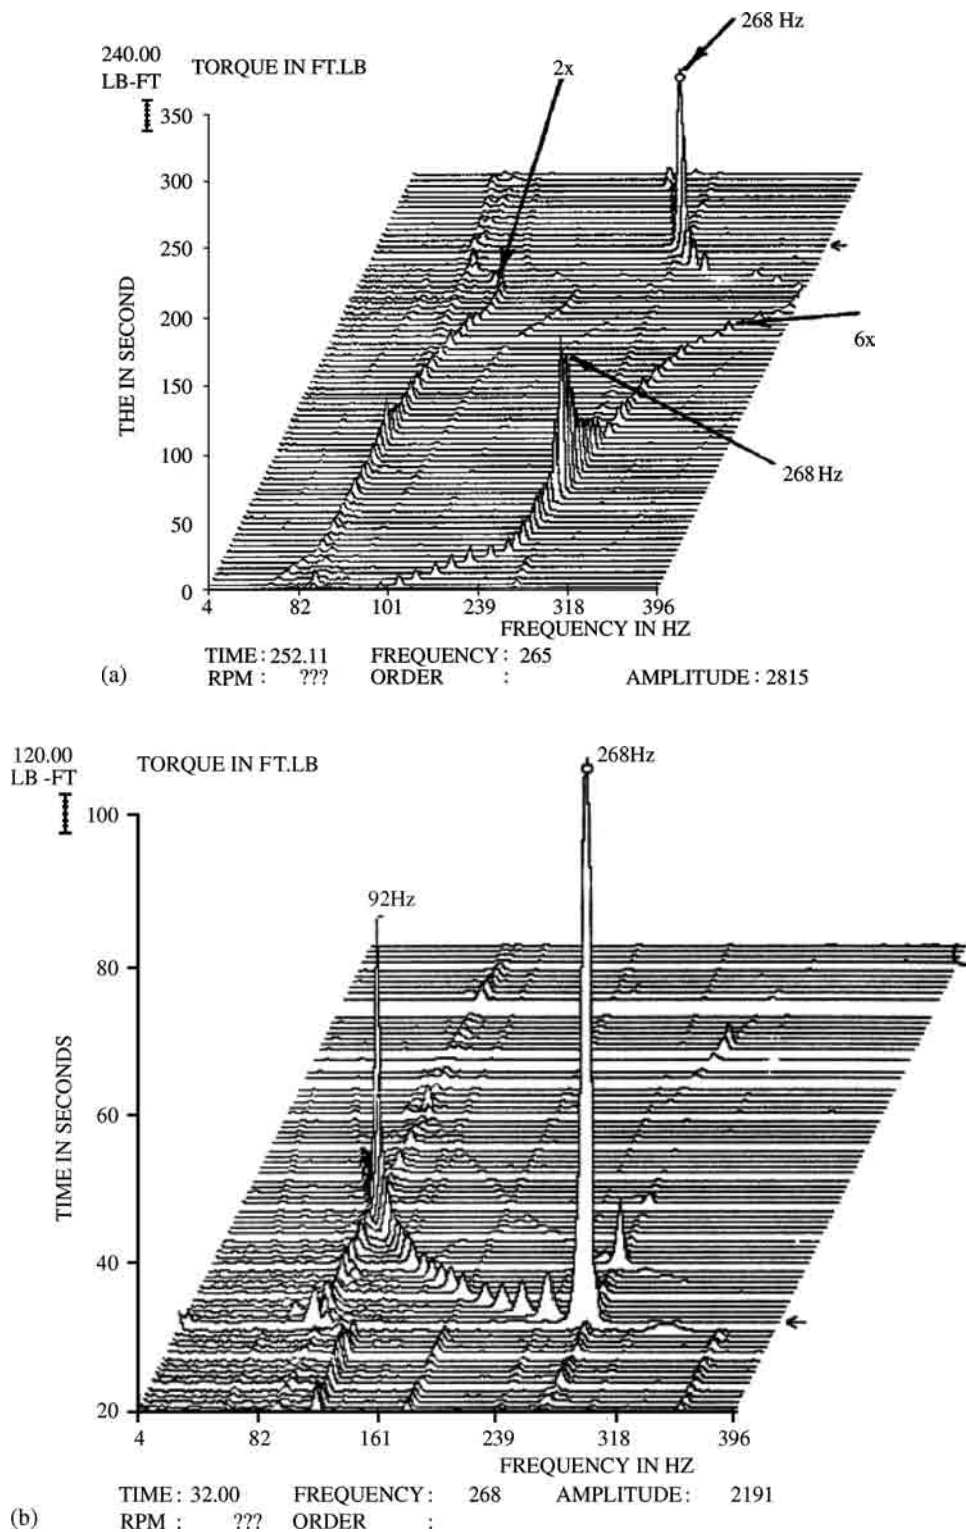 268 Hz
240.00
LB-FT
TORQUE IN FT.LB
2x
350
300
250
200
150
100
50
0
THE IN SECOND
6x
268 Hz
4 82 101 239 318 396
FREQUENCY IN HZ
TIME : 252.11 FREQUENCY : 265
(a) RPM : ??? ORDER : AMPLITUDE : 2815
120.00
LB -FT
TORQUE IN FT.LB
268Hz
100
92Hz
80
60
40
20
TIME IN SECONDS
4 82 161 239 318 396
FREQUENCY IN HZ
TIME : 32.00 FREQUENCY : 268 AMPLITUDE : 2191
(b) RPM : ??? ORDER :